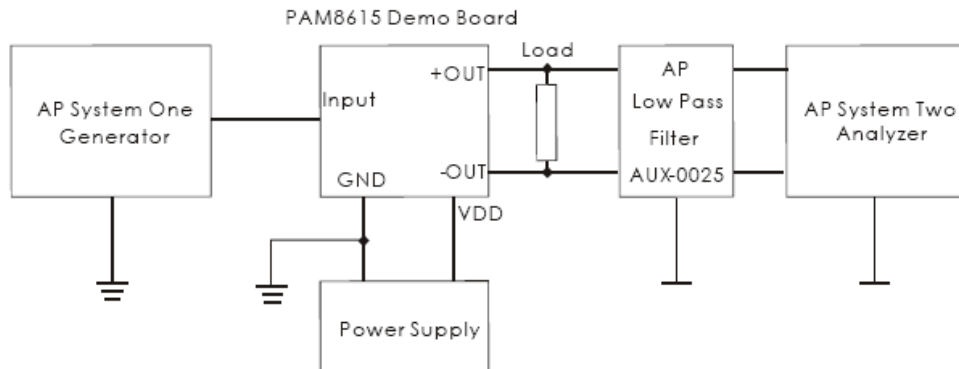 PAM8615 Demo Board
AP System One
Generator
Input
+OUT
-OUT
GND
VDD
Load
AP
Low Pass
Filter
AUX-0025
AP System Two
Analyzer
Power Supply